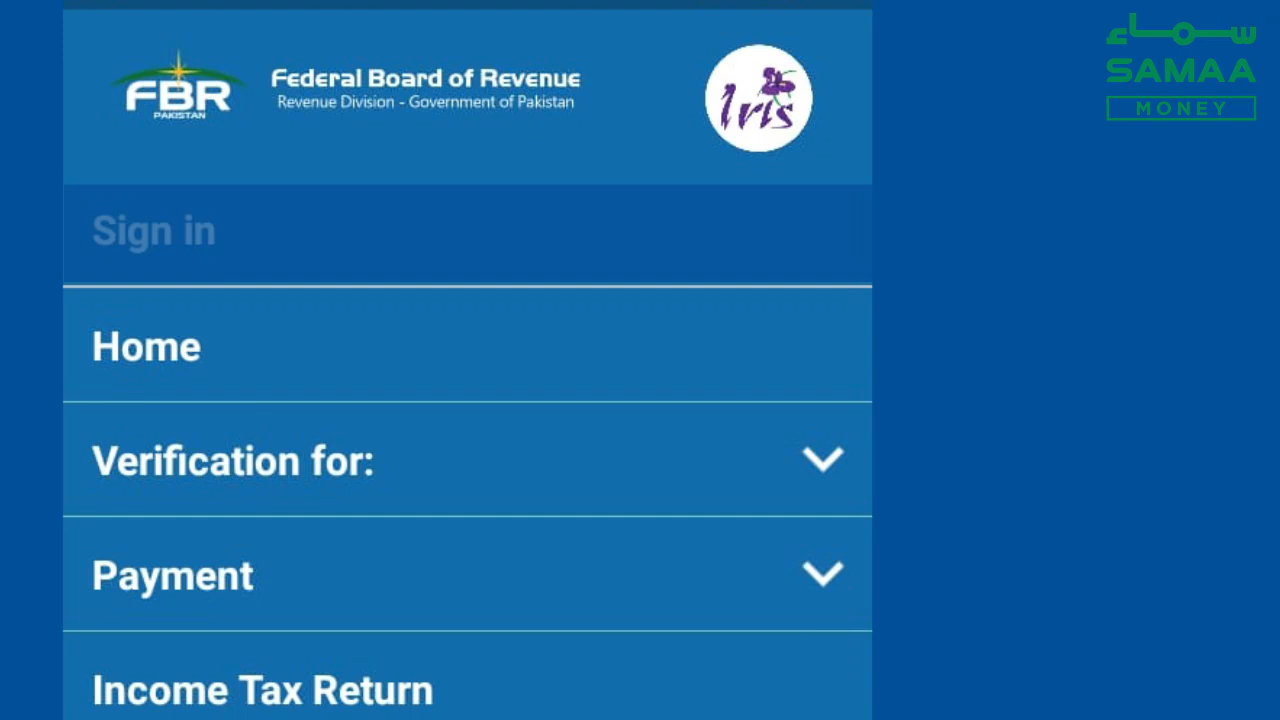 FBR
PAKISTAN
Federal Board of Revenue
Revenue Division - Government of Pakistan
Iris
سماء
SAMAA
MONEY
Sign in
Home
Verification for:
Payment
Income Tax Return